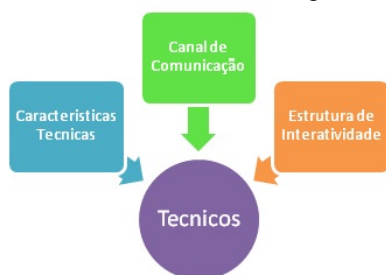 Canal de
Comunicação
Caracteristicas
Tecnicas
Estrutura de
Interatividade
Tecnicos